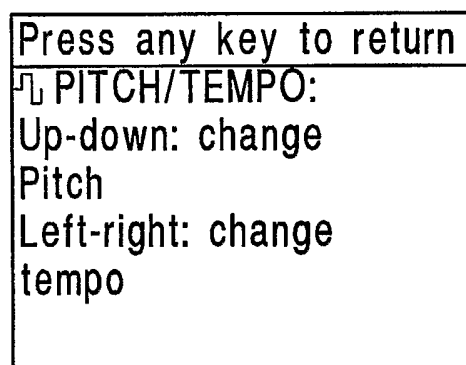 Press any key to return
PITCH/TEMPO:
Up-down: change
Pitch
Left-right: change
tempo